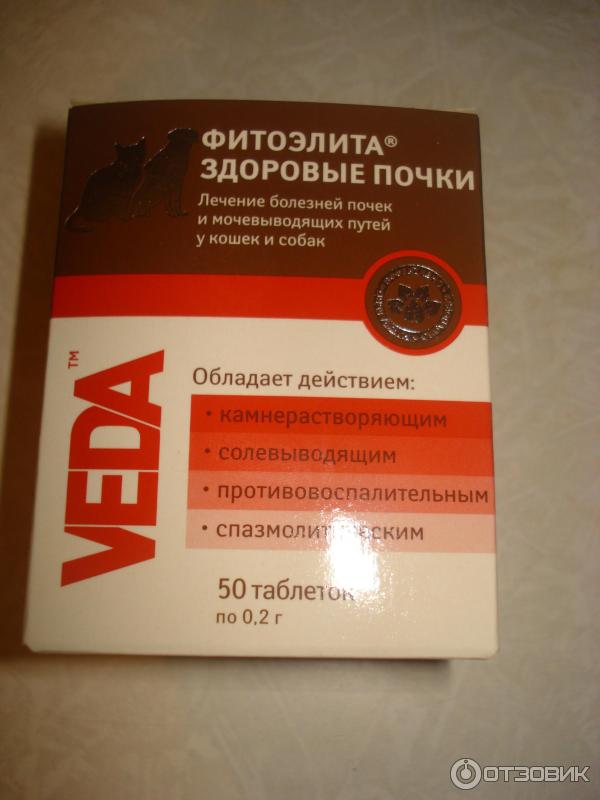 ФИТОЭЛИТА®
ЗДОРОВЫЕ ПОЧКИ
Лечение болезней почек
и мочевыводящих путей
у кошек и собак
VEDA™
Обладает действием:
• камнерастворяющим
• солевыводящим
• противовоспалительным
• спазмолитическим
50 таблеток
по 0,2 г
ОТЗОВИК